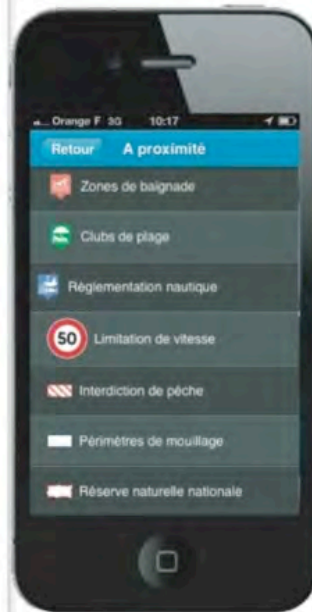 Orange F 3G 10:17
Retour A proximité
Zones de baignade
Clubs de plage
Règlementation nautique
50 Limitation de vitesse
Interdiction de pêche
Périmètres de mouillage
Réserve naturelle nationale